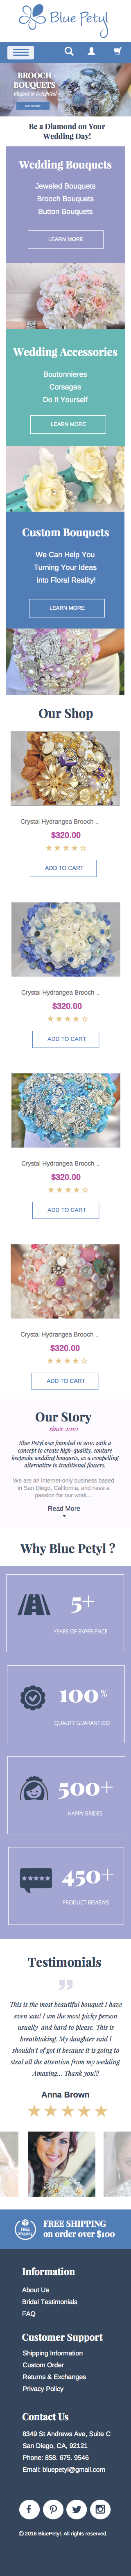 Blue Petyl
BRIOOCH
BOUQUETS
Elegant & Delightful
Be a Diamond on Your
Wedding Day!
Wedding Bouquets
Jeweled Bouquets
Brooch Bouquets
Button Bouquets
LEARN MORE
Wedding Accessories
Boutonnieres
Corsages
Do It Yourself
LEARN MORE
Custom Bouquets
We Can Help You
Turning Your Ideas
into Floral Reality!
LEARN MORE
Our Shop
Crystal Hydrangea Brooch ..
$320.00
ADD TO CART
Crystal Hydrangea Brooch ..
$320.00
ADD TO CART
Crystal Hydrangea Brooch ..
$320.00
ADD TO CART
Crystal Hydrangea Brooch ..
$320.00
ADD TO CART
Our Story
since 2010
Blue Petyl was founded in 2011 with a
concept to create high-quality, couture
keepsake wedding bouquets, as a compelling
alternative to traditional flowers.
We are an internet-only business based
in San Diego, California, and have a
passion for our work...
Read More
Why Blue Petyl ?
5+
YEARS OF EXPERIENCE
100%
QUALITY GUARANTEED
500+
HAPPY BRIDES
450+
PRODUCT REVIEWS
Testimonials
This is the most beautiful bouquet I have
even saw! I am the most picky person
usually and hard to please. This is
breathtaking. My daughter said I
shouldn't of got it because it is going to
steal all the attention from my wedding.
Amazing... Thank you!!!
Anna Brown
FREE SHIPPING
on order over $100
Information
About Us
Bridal Testimonials
FAQ
Customer Support
Shipping Information
Custom Order
Returns & Exchanges
Privacy Policy
Contact Us
8349 St Andrews Ave, Suite C
San Diego, CA, 92121
Phone: 858. 675. 9546
Email: bluepetyl@gmail.com
© 2018 BluePetyl. All rights reserved.